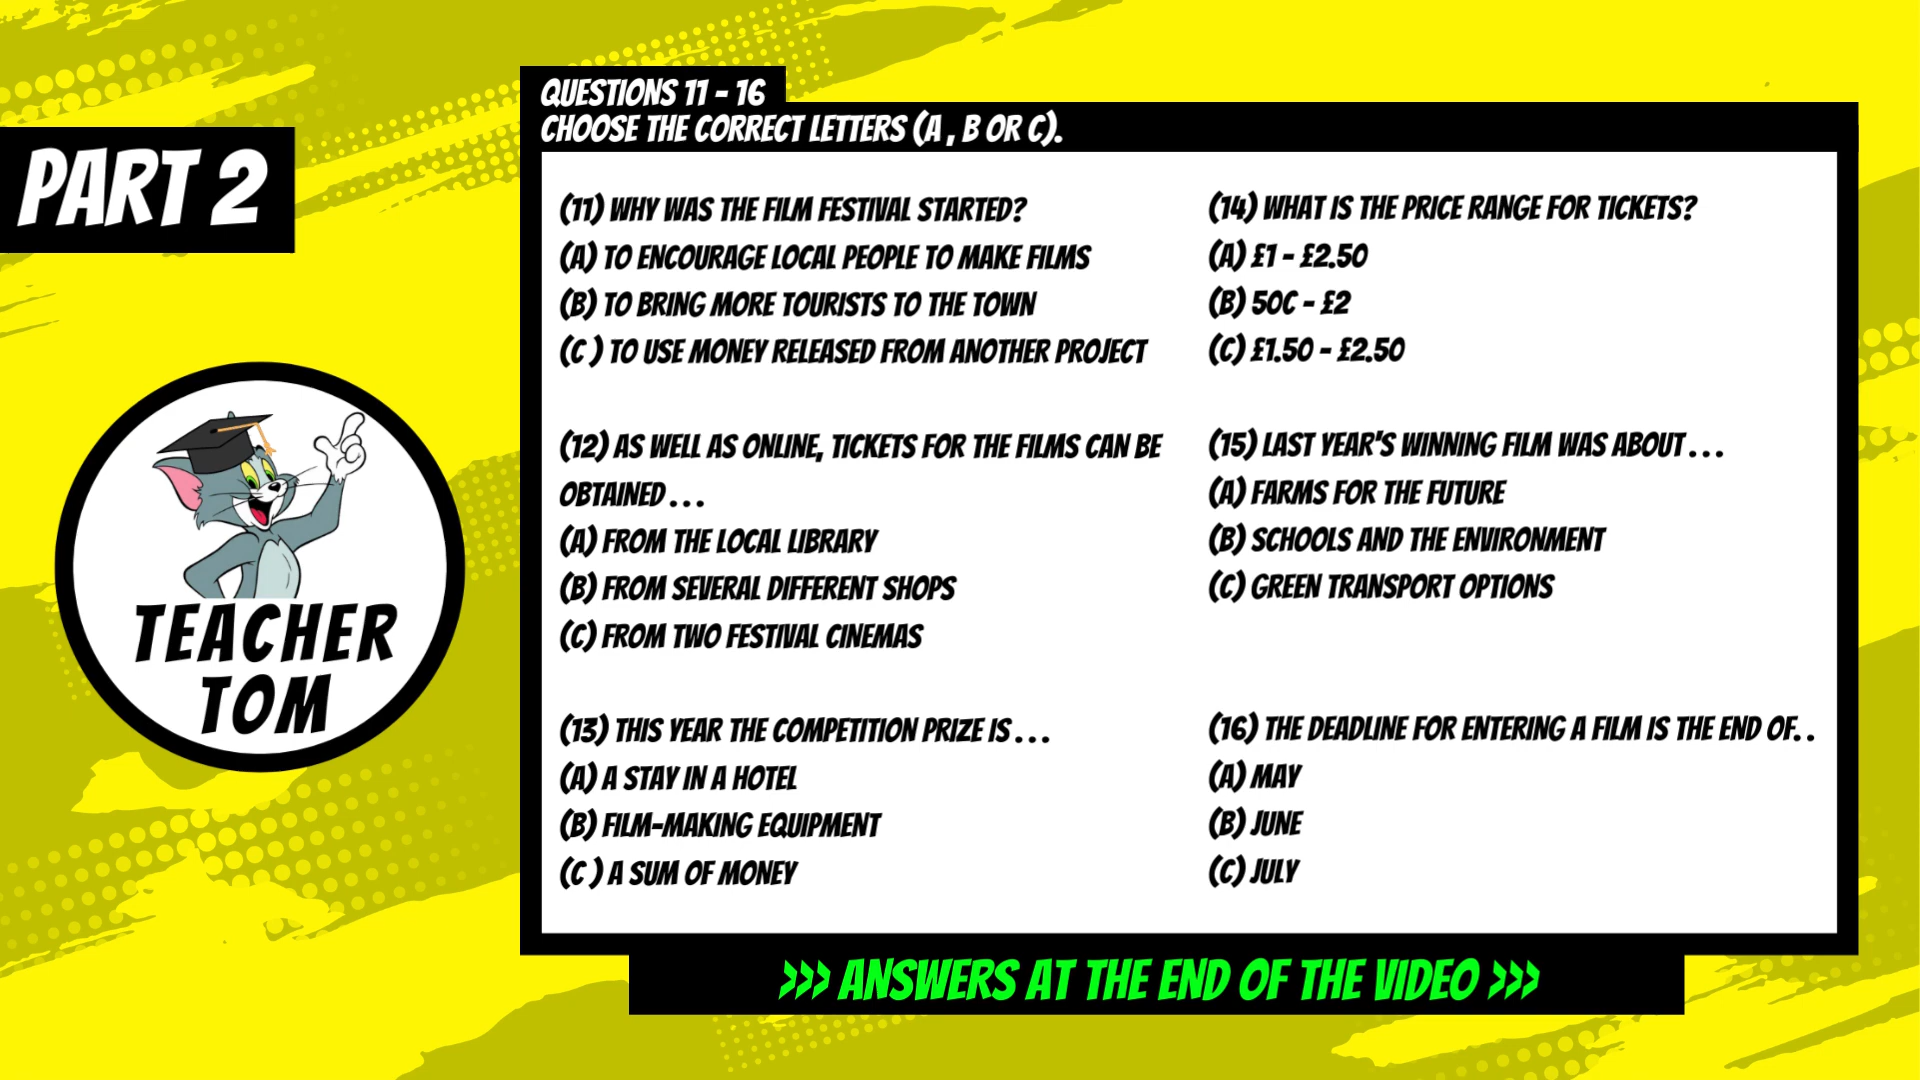 QUESTIONS 11 - 16
CHOOSE THE CORRECT LETTERS (A , B OR C).
PART 2
(11) WHY WAS THE FILM FESTIVAL STARTED?
(A) TO ENCOURAGE LOCAL PEOPLE TO MAKE FILMS
(B) TO BRING MORE TOURISTS TO THE TOWN
(C ) TO USE MONEY RELEASED FROM ANOTHER PROJECT
(12) AS WELL AS ONLINE, TICKETS FOR THE FILMS CAN BE
OBTAINED . . .
(A) FROM THE LOCAL LIBRARY
(B) FROM SEVERAL DIFFERENT SHOPS
(C) FROM TWO FESTIVAL CINEMAS
(13) THIS YEAR THE COMPETITION PRIZE IS . . .
(A) A STAY IN A HOTEL
(B) FILM-MAKING EQUIPMENT
(C ) A SUM OF MONEY
(14) WHAT IS THE PRICE RANGE FOR TICKETS?
(A) £1 - £2.50
(B) 50C - £2
(C) £1.50 - £2.50
(15) LAST YEAR'S WINNING FILM WAS ABOUT . . .
(A) FARMS FOR THE FUTURE
(B) SCHOOLS AND THE ENVIRONMENT
(C) GREEN TRANSPORT OPTIONS
(16) THE DEADLINE FOR ENTERING A FILM IS THE END OF. .
(A) MAY
(B) JUNE
(C) JULY
TEACHER
TOM
>>> ANSWERS AT THE END OF THE VIDEO >>>